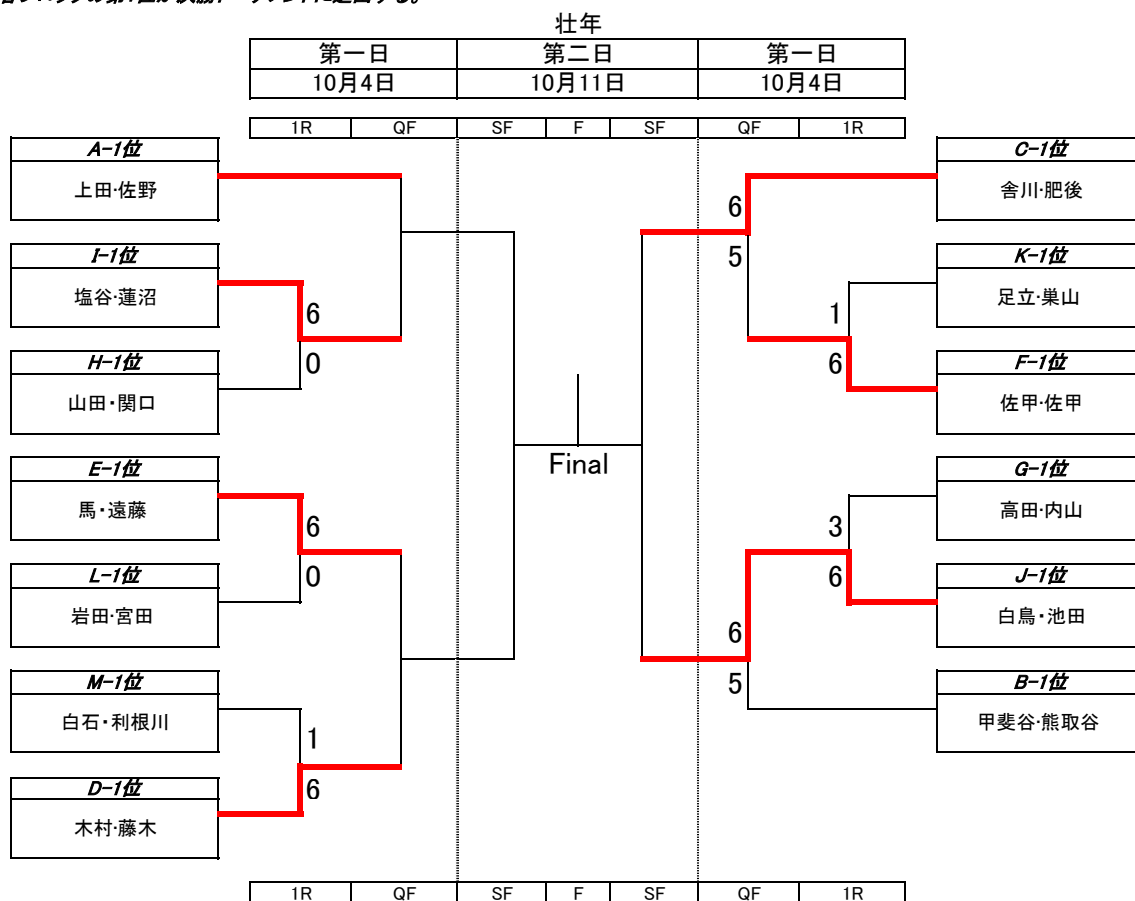 壮年
第一日 第二日 第一日
10月4日 10月11日 10月4日
1R QF SF F SF QF 1R
A-1位
上田·佐野
I-1位
塩谷·蓮沼
6
0
H-1位
山田・関口
E-1位
馬・遠藤
6
0
L-1位
岩田·宮田
M-1位
白石・利根川
1
6
D-1位
木村·藤木
Final
C-1位
舎川·肥後
6
5
K-1位
足立·巣山
1
6
F-1位
佐甲·佐甲
G-1位
高田·内山
3
6
J-1位
白鳥・池田
6
5
B-1位
甲斐谷·熊取谷
1R QF SF F SF QF 1R